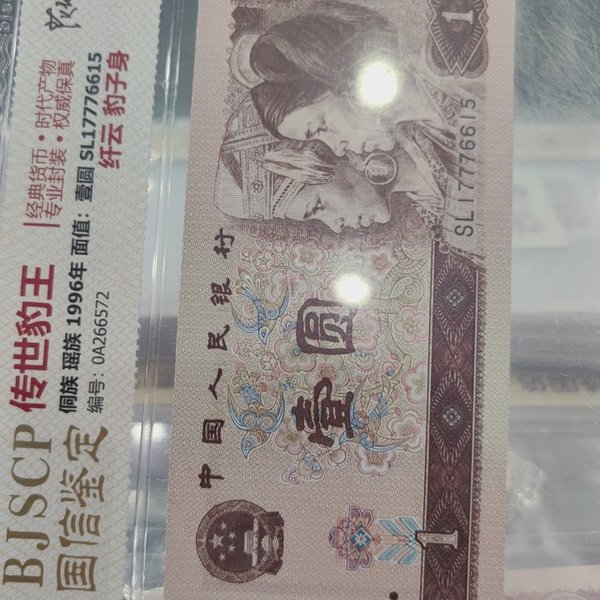 BJSCP
国信鉴定
传世豹王
侗族 瑶族 1996年 面值：壹圆 SL17776615
编号：0A266572
纤云 豹子身
经典货币·时代产物
专业封装·权威保真
中国人民银行
壹圆
SL17776615
1
1